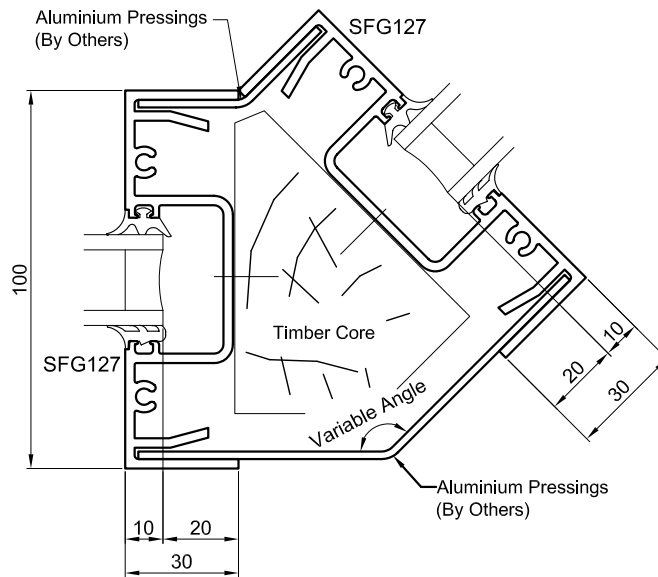 Aluminium Pressings
(By Others)
SFG127
100
SFG127
Timber Core
Variable Angle
10
20
30
Aluminium Pressings
(By Others)
10
20
30